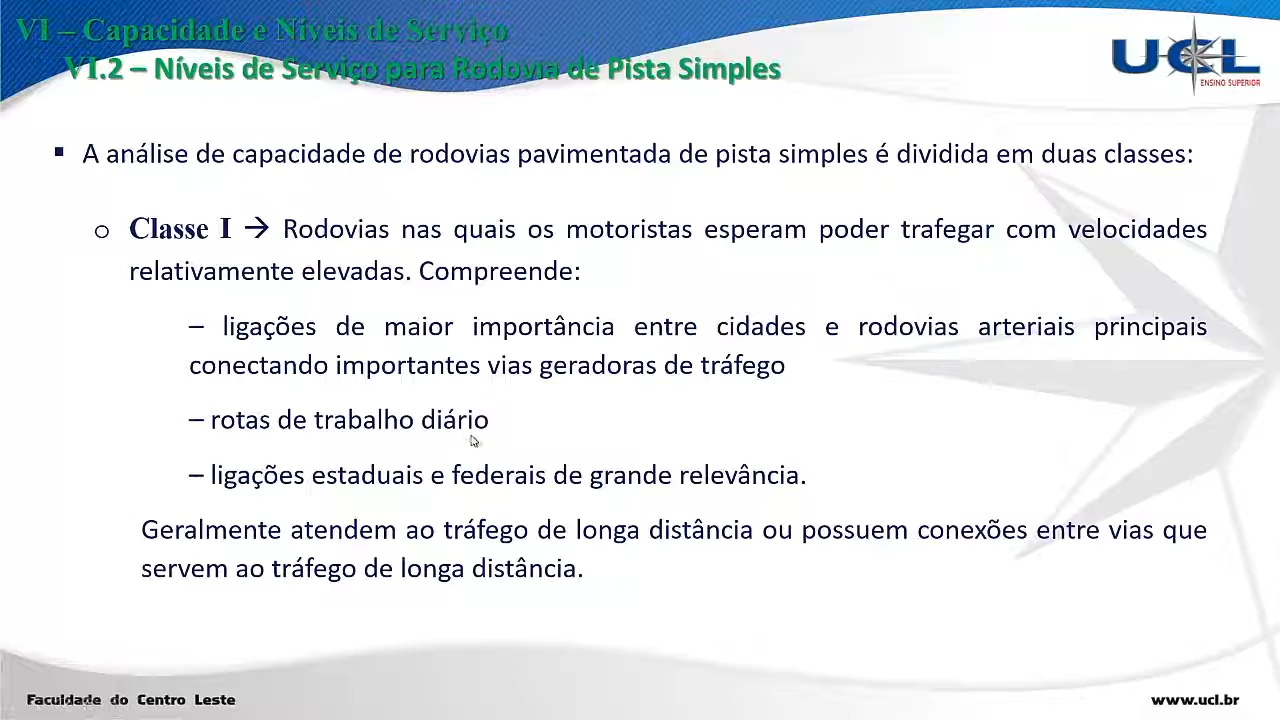 VI – Capacidade e Níveis de Serviço
VI.2 – Níveis de Serviço para Rodovia de Pista Simples
UCL
ENSINO SUPERIOR
▪ A análise de capacidade de rodovias pavimentada de pista simples é dividida em duas classes:
o Classe I → Rodovias nas quais os motoristas esperam poder trafegar com velocidades
relativamente elevadas. Compreende:
– ligações de maior importância entre cidades e rodovias arteriais principais
conectando importantes vias geradoras de tráfego
– rotas de trabalho diário
– ligações estaduais e federais de grande relevância.
Geralmente atendem ao tráfego de longa distância ou possuem conexões entre vias que
servem ao tráfego de longa distância.
Faculdade do Centro Leste
www.ucl.br